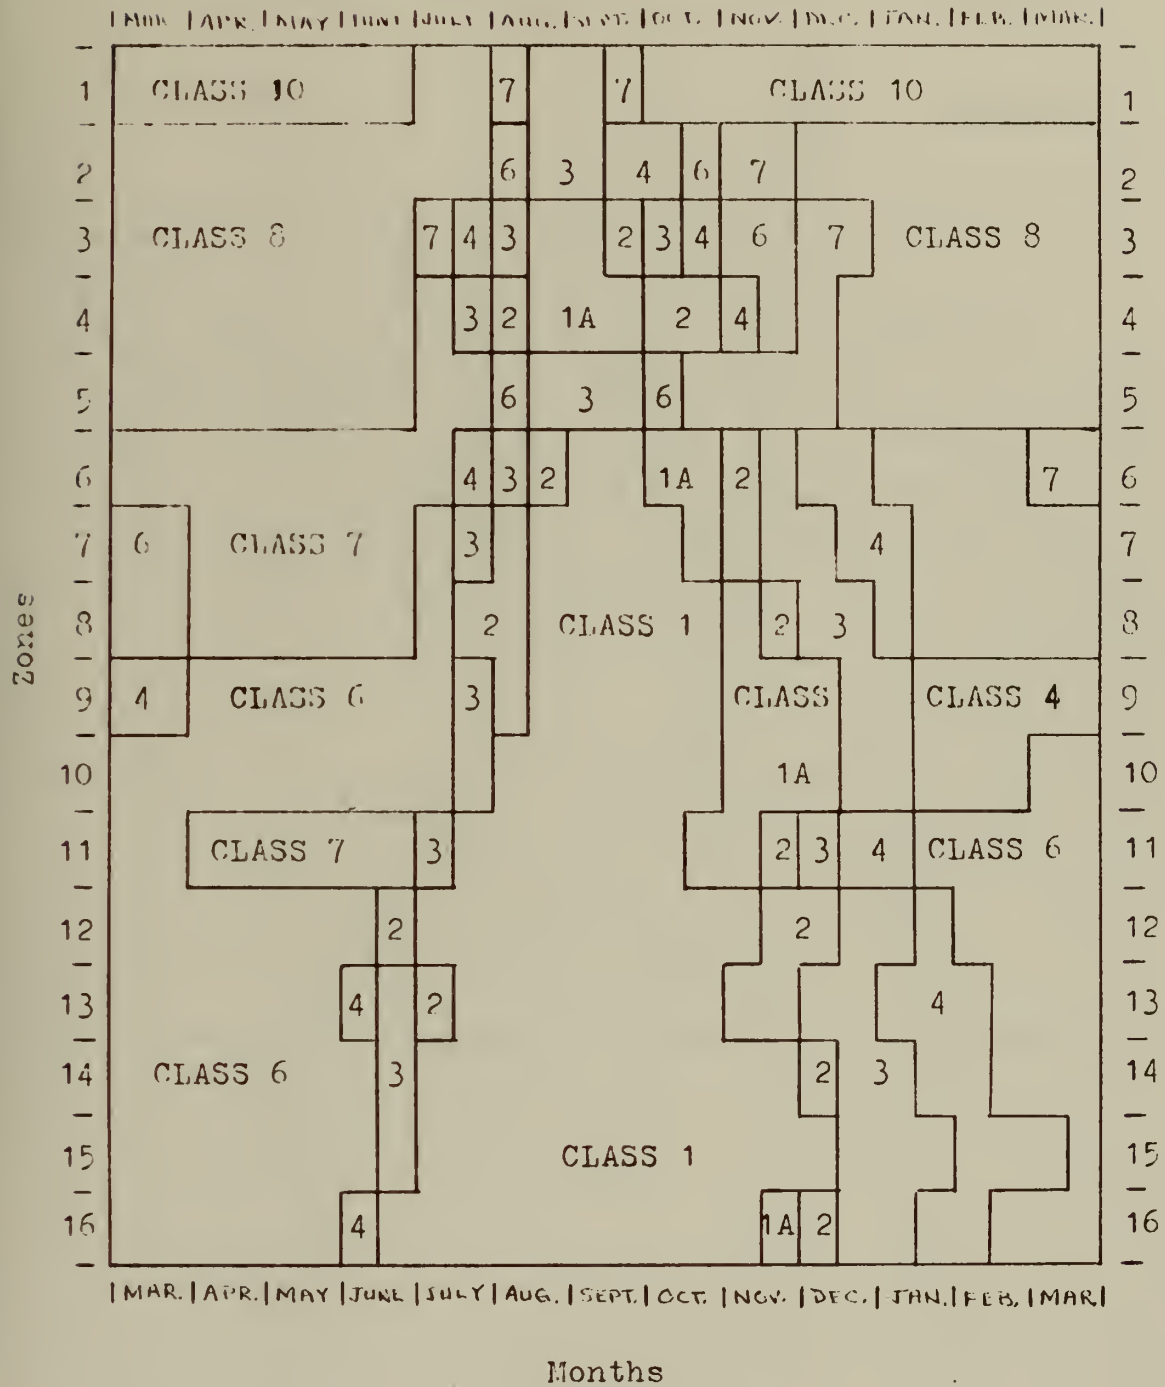 | MAR. | APR. | MAY | JUNE | JULY | AUG. | SEPT. | OCT. | NOV. | DEC. | JAN. | FEB. | MAR. |
1 CLASS 10 7 7 CLASS 10 1
2 6 3 4 6 7 2
3 CLASS 8 7 4 3 2 3 4 6 7 CLASS 8 3
4 3 2 1A 2 4 4
5 6 3 6 5
6 4 3 2 1A 2 7 6
7 6 CLASS 7 3 4 7
Zones
8 2 CLASS 1 2 3 8
9 4 CLASS 6 3 CLASS CLASS 4 9
10 1A 10
11 CLASS 7 3 2 3 4 CLASS 6 11
12 2 2 12
13 4 2 4 13
14 CLASS 6 3 2 3 14
15 CLASS 1 15
16 4 1A 2 16
| MAR. | APR. | MAY | JUNE | JULY | AUG. | SEPT. | OCT. | NOV. | DEC. | JAN. | FEB. | MAR |
Months